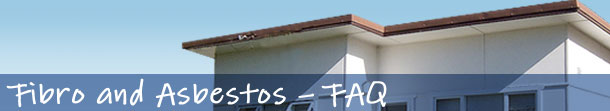 Fibro and Asbestos – FAQ